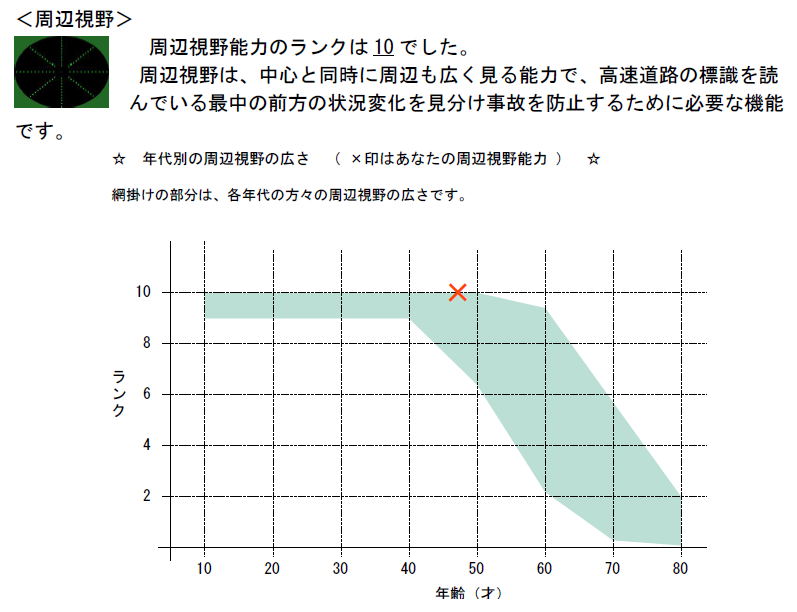 ＜周辺視野＞
周辺視野能力のランクは 10 でした。
周辺視野は、中心と同時に周辺も広く見る能力で、高速道路の標識を読
んでいる最中の前方の状況変化を見分け事故を防止するために必要な機能
です。
☆　年代別の周辺視野の広さ　（ ×印はあなたの周辺視野能力 ）　☆
網掛けの部分は、各年代の方々の周辺視野の広さです。
10
8
ランク
6
4
2
10 20 30 40 50 60 70 80
年齢（才）